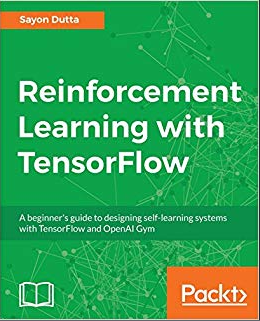 Sayon Dutta
Reinforcement
Learning with
TensorFlow
A beginner's guide to designing self-learning systems
with TensorFlow and OpenAI Gym
Packt>